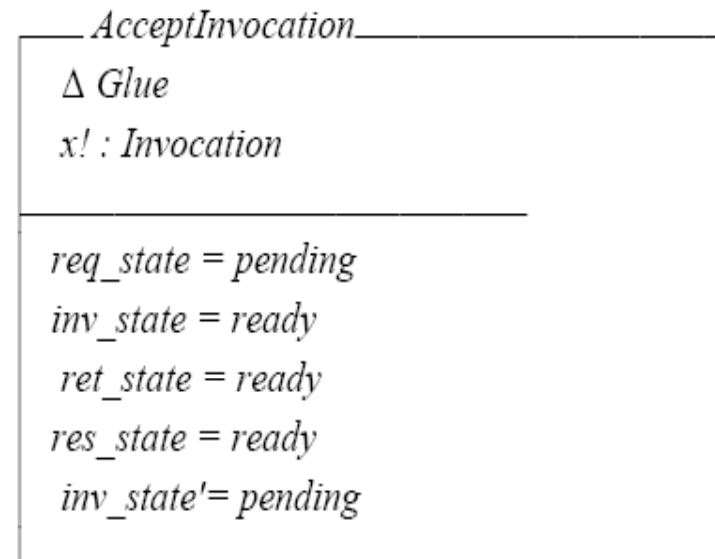 AcceptInvocation
Δ Glue
x! : Invocation
req_state = pending
inv_state = ready
ret_state = ready
res_state = ready
inv_state'= pending